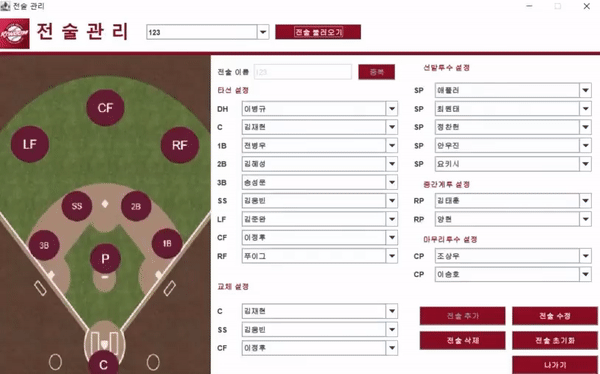 전술 관리
전술관리
123
전술 불러오기
전술 이름
123
등록
타선 설정
DH 이병규
C 김재현
1B 전병우
2B 김혜성
3B 송성문
SS 김웅빈
LF 김준완
CF 이정후
RF 푸이그
교체 설정
C 김재현
SS 김웅빈
CF 이정후
선발투수 설정
SP 애플러
SP 최원태
SP 정찬헌
SP 안우진
SP 요키시
중간계투 설정
RP 김태훈
RP 양현
마무리투수 설정
CP 조상우
CP 이승호
전술 추가
전술 수정
전술 삭제
전술 초기화
나가기
CF
LF
RF
SS
2B
3B
1B
P
C